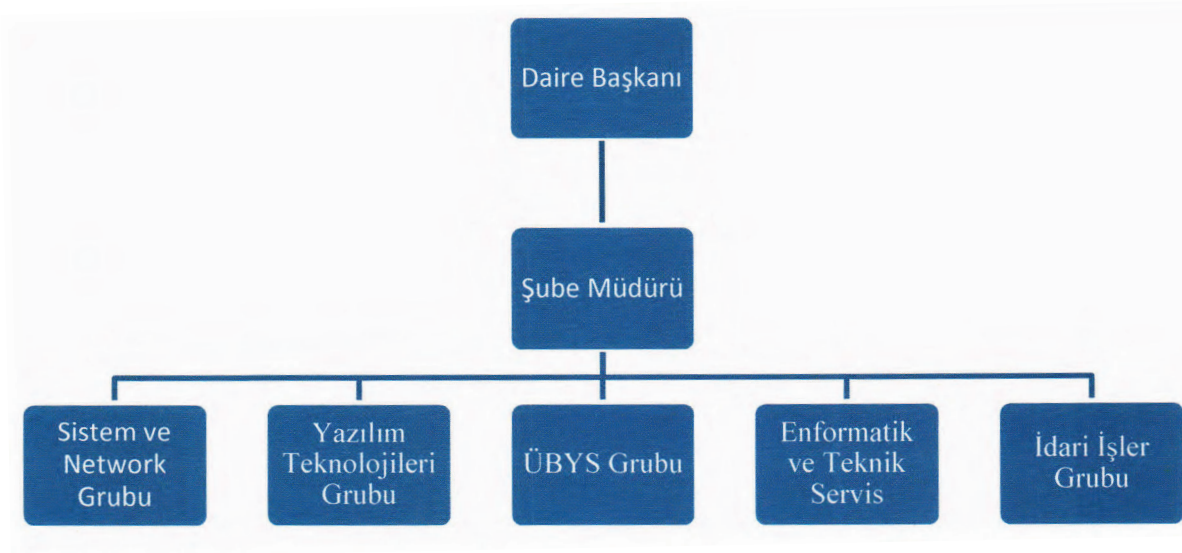 Daire Başkanı
Şube Müdürü
Sistem ve
Network
Grubu
Yazılım
Teknolojileri
Grubu
ÜBYS Grubu
Enformatik
ve Teknik
Servis
İdari İşler
Grubu